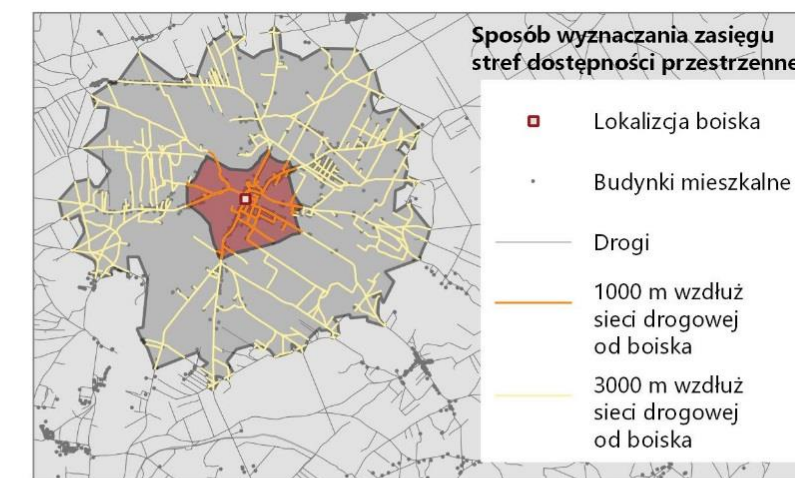 Sposób wyznaczania zasięgu
stref dostępności przestrzenne
Lokalizcja boiska
Budynki mieszkalne
Drogi
1000 m wzdłuż
sieci drogowej
od boiska
3000 m wzdłuż
sieci drogowej
od boiska